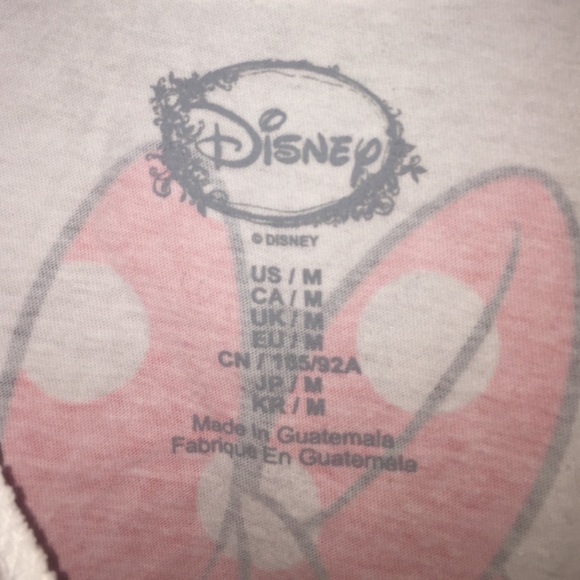 Disney
© DISNEY
US / M
CA / M
UK / M
EU / M
CN / 165/92A
JP / M
KR / M
Made In Guatemala
Fabrique En Guatemala